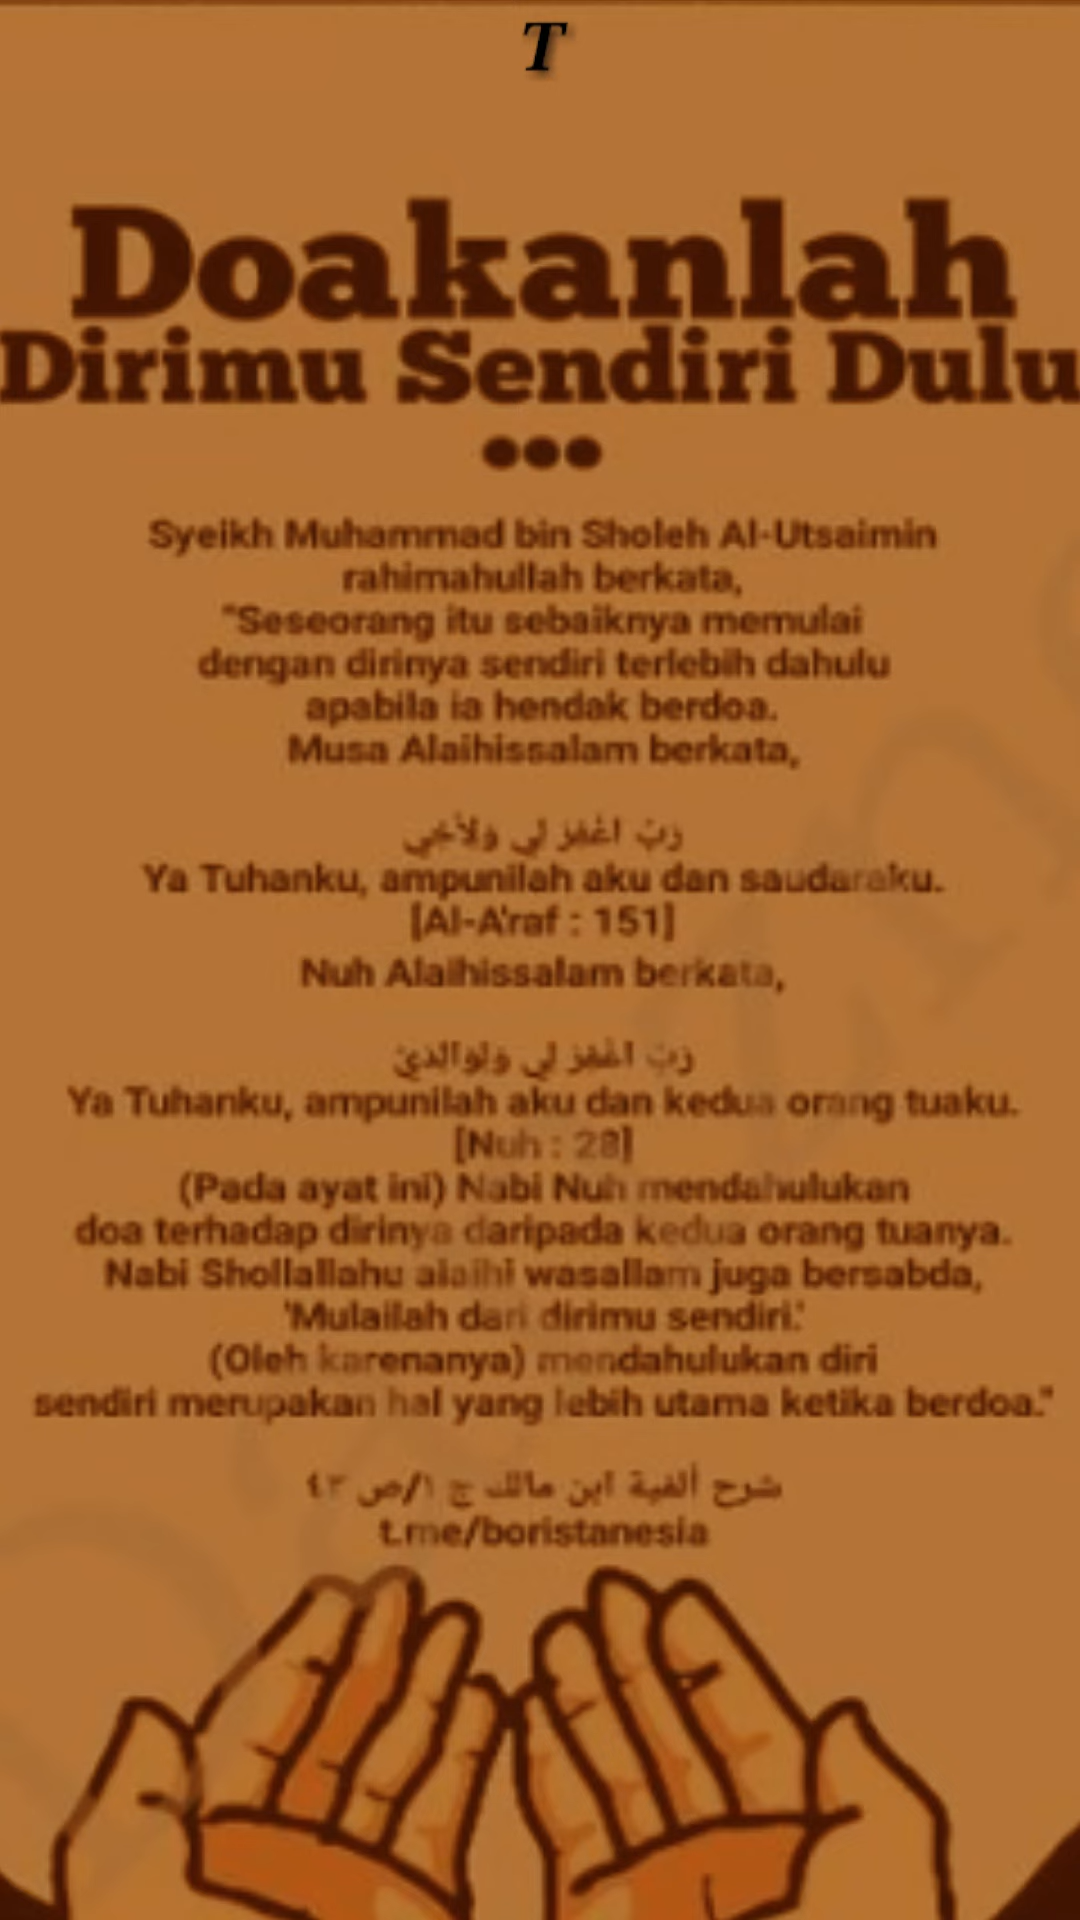 T
Doakanlah
Dirimu Sendiri Dulu
•••
Syeikh Muhammad bin Sholeh Al-Utsaimin
rahimahullah berkata,
"Seseorang itu sebaiknya memulai
dengan dirinya sendiri terlebih dahulu
apabila ia hendak berdoa.
Musa Alaihissalam berkata,
رَبِّ اغْفِرْ لِي وَلِأَخِي
Ya Tuhanku, ampunilah aku dan saudaraku.
[Al-A'raf : 151]
Nuh Alaihissalam berkata,
رَبِّ اغْفِرْ لِي وَلِوَالِدَيَّ
Ya Tuhanku, ampunilah aku dan kedua orang tuaku.
[Nuh : 28]
(Pada ayat ini) Nabi Nuh mendahulukan
doa terhadap dirinya daripada kedua orang tuanya.
Nabi Shollallahu alaihi wasallam juga bersabda,
'Mulailah dari dirimu sendiri.'
(Oleh karenanya) mendahulukan diri
sendiri merupakan hal yang lebih utama ketika berdoa."
شرح ألفية ابن مالك ج ١/ص ٤٣
t.me/boristanesia